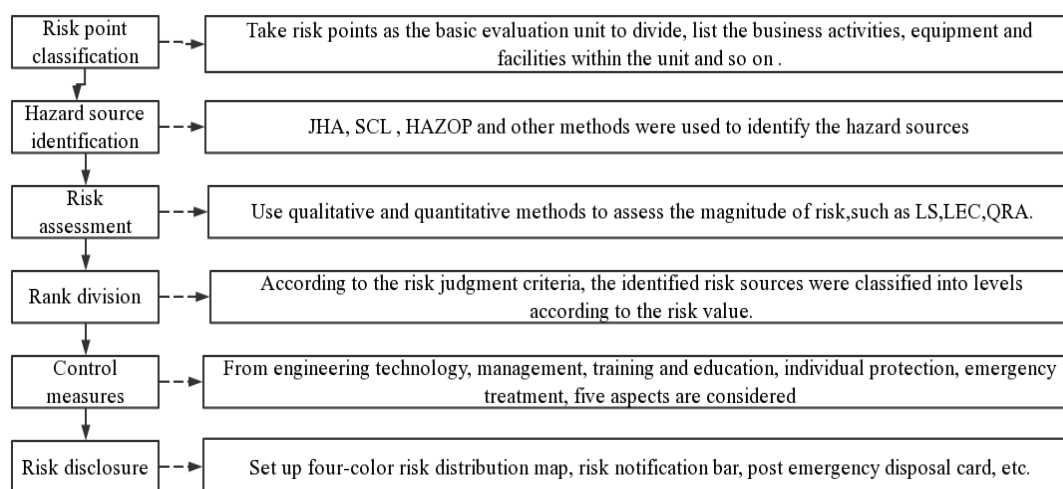 Risk point
classification
Take risk points as the basic evaluation unit to divide, list the business activities, equipment and
facilities within the unit and so on .
Hazard source
identification
JHA, SCL , HAZOP and other methods were used to identify the hazard sources
Risk
assessment
Use qualitative and quantitative methods to assess the magnitude of risk,such as LS,LEC,QRA.
Rank division
According to the risk judgment criteria, the identified risk sources were classified into levels
according to the risk value.
Control
measures
From engineering technology, management, training and education, individual protection, emergency
treatment, five aspects are considered
Risk disclosure
Set up four-color risk distribution map, risk notification bar, post emergency disposal card, etc.